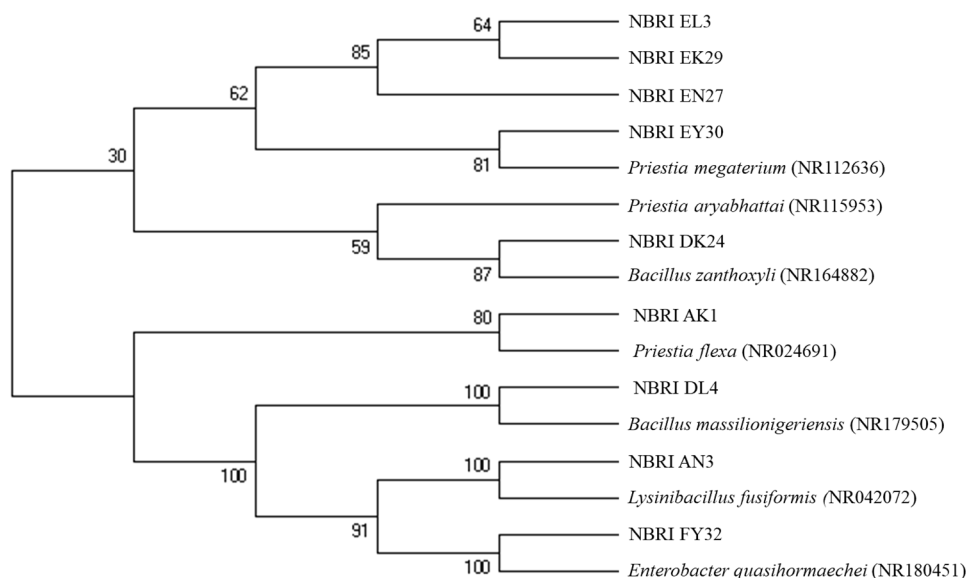 64
NBRI EL3
85
NBRI EK29
62
NBRI EN27
30
NBRI EY30
81
Priestia megaterium (NR112636)
Priestia aryabhattai (NR115953)
59
NBRI DK24
87
Bacillus zanthoxyli (NR164882)
80
NBRI AK1
Priestia flexa (NR024691)
100
NBRI DL4
Bacillus massilionigeriensis (NR179505)
100
100
NBRI AN3
Lysinibacillus fusiformis (NR042072)
91
NBRI FY32
100
Enterobacter quasihormaechei (NR180451)